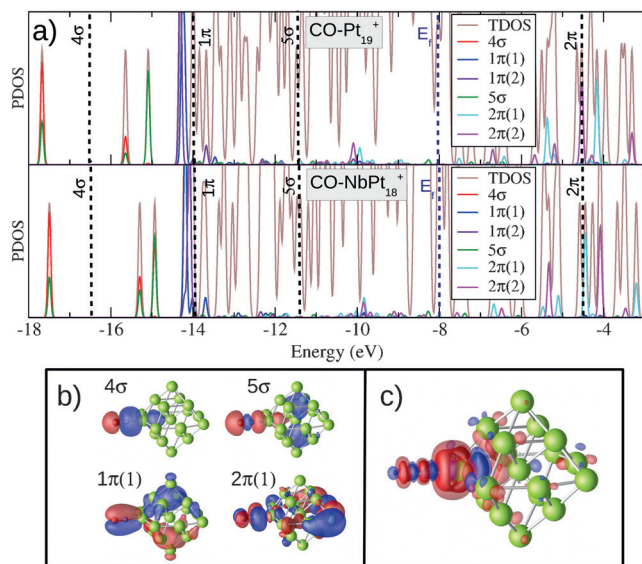 a)
PDOS
4σ
1π
5σ
CO-Pt19+
Ef
2π
TDOS
4σ
1π(1)
1π(2)
5σ
2π(1)
2π(2)
PDOS
4σ
1π
5σ
CO-NbPt18+
Ef
2π
TDOS
4σ
1π(1)
1π(2)
5σ
2π(1)
2π(2)
-18 -16 -14 -12 -10 -8 -6 -4
Energy (eV)
b)
4σ
5σ
1π(1)
2π(1)
c)